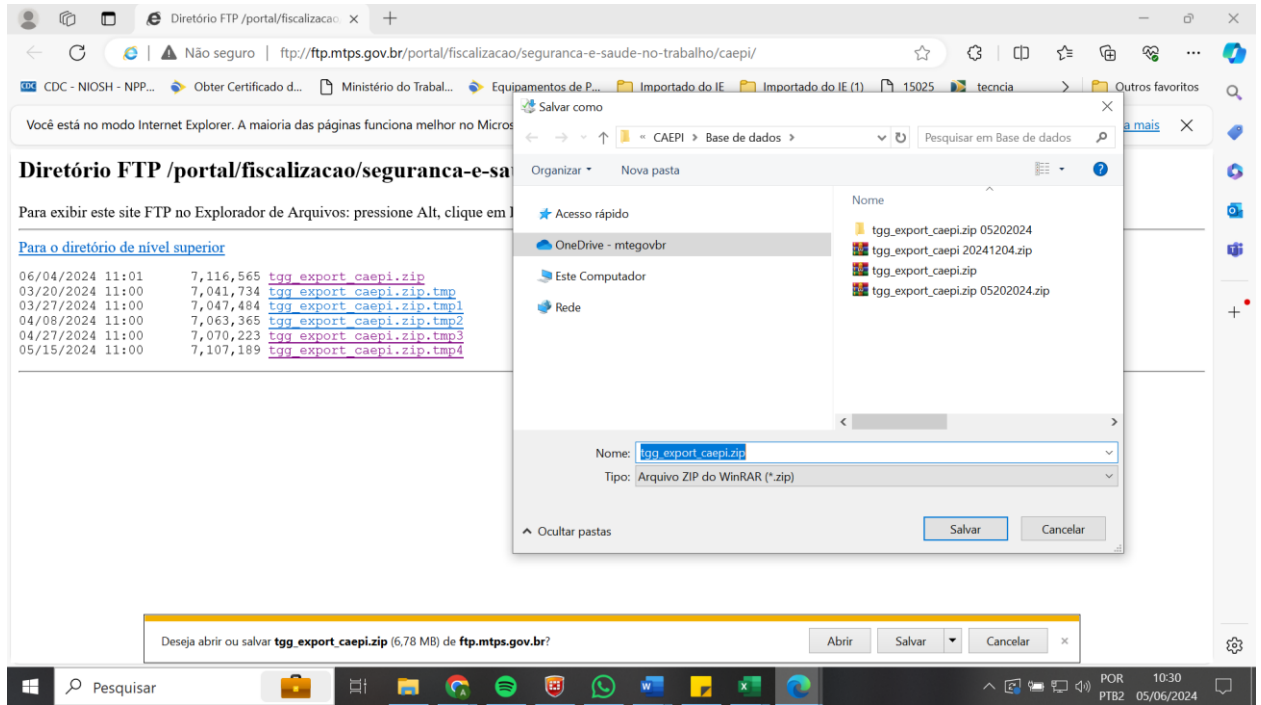 Diretório FTP /portal/fiscalizacao
Não seguro | ftp://ftp.mtps.gov.br/portal/fiscalizacao/seguranca-e-saude-no-trabalho/caepi/
CDC - NIOSH - NPP... Obter Certificado d... Ministério do Trabal... Equipamentos de P... Importado do IE Importado do IE (1) 15025 tecncia Outros favoritos
Você está no modo Internet Explorer. A maioria das páginas funciona melhor no Micros
a mais
Diretório FTP /portal/fiscalizacao/seguranca-e-sa
Para exibir este site FTP no Explorador de Arquivos: pressione Alt, clique em
Para o diretório de nível superior
06/04/2024 11:01 7,116,565 tgg_export_caepi.zip
03/20/2024 11:00 7,041,734 tgg_export_caepi.zip.tmp
03/27/2024 11:00 7,047,484 tgg_export_caepi.zip.tmp1
04/08/2024 11:00 7,063,365 tgg_export_caepi.zip.tmp2
04/27/2024 11:00 7,070,223 tgg_export_caepi.zip.tmp3
05/15/2024 11:00 7,107,189 tgg_export_caepi.zip.tmp4
Salvar como
« CAEPI > Base de dados >
Pesquisar em Base de dados
Organizar Nova pasta
Acesso rápido
OneDrive - mtegovbr
Este Computador
Rede
Nome
tgg_export_caepi.zip 05202024
tgg_export_caepi 20241204.zip
tgg_export_caepi.zip
tgg_export_caepi.zip 05202024.zip
Nome: tgg_export_caepi.zip
Tipo: Arquivo ZIP do WinRAR (*.zip)
Ocultar pastas
Salvar Cancelar
Deseja abrir ou salvar tgg_export_caepi.zip (6,78 MB) de ftp.mtps.gov.br?
Abrir Salvar Cancelar
Pesquisar
POR
PTB2
10:30
05/06/2024